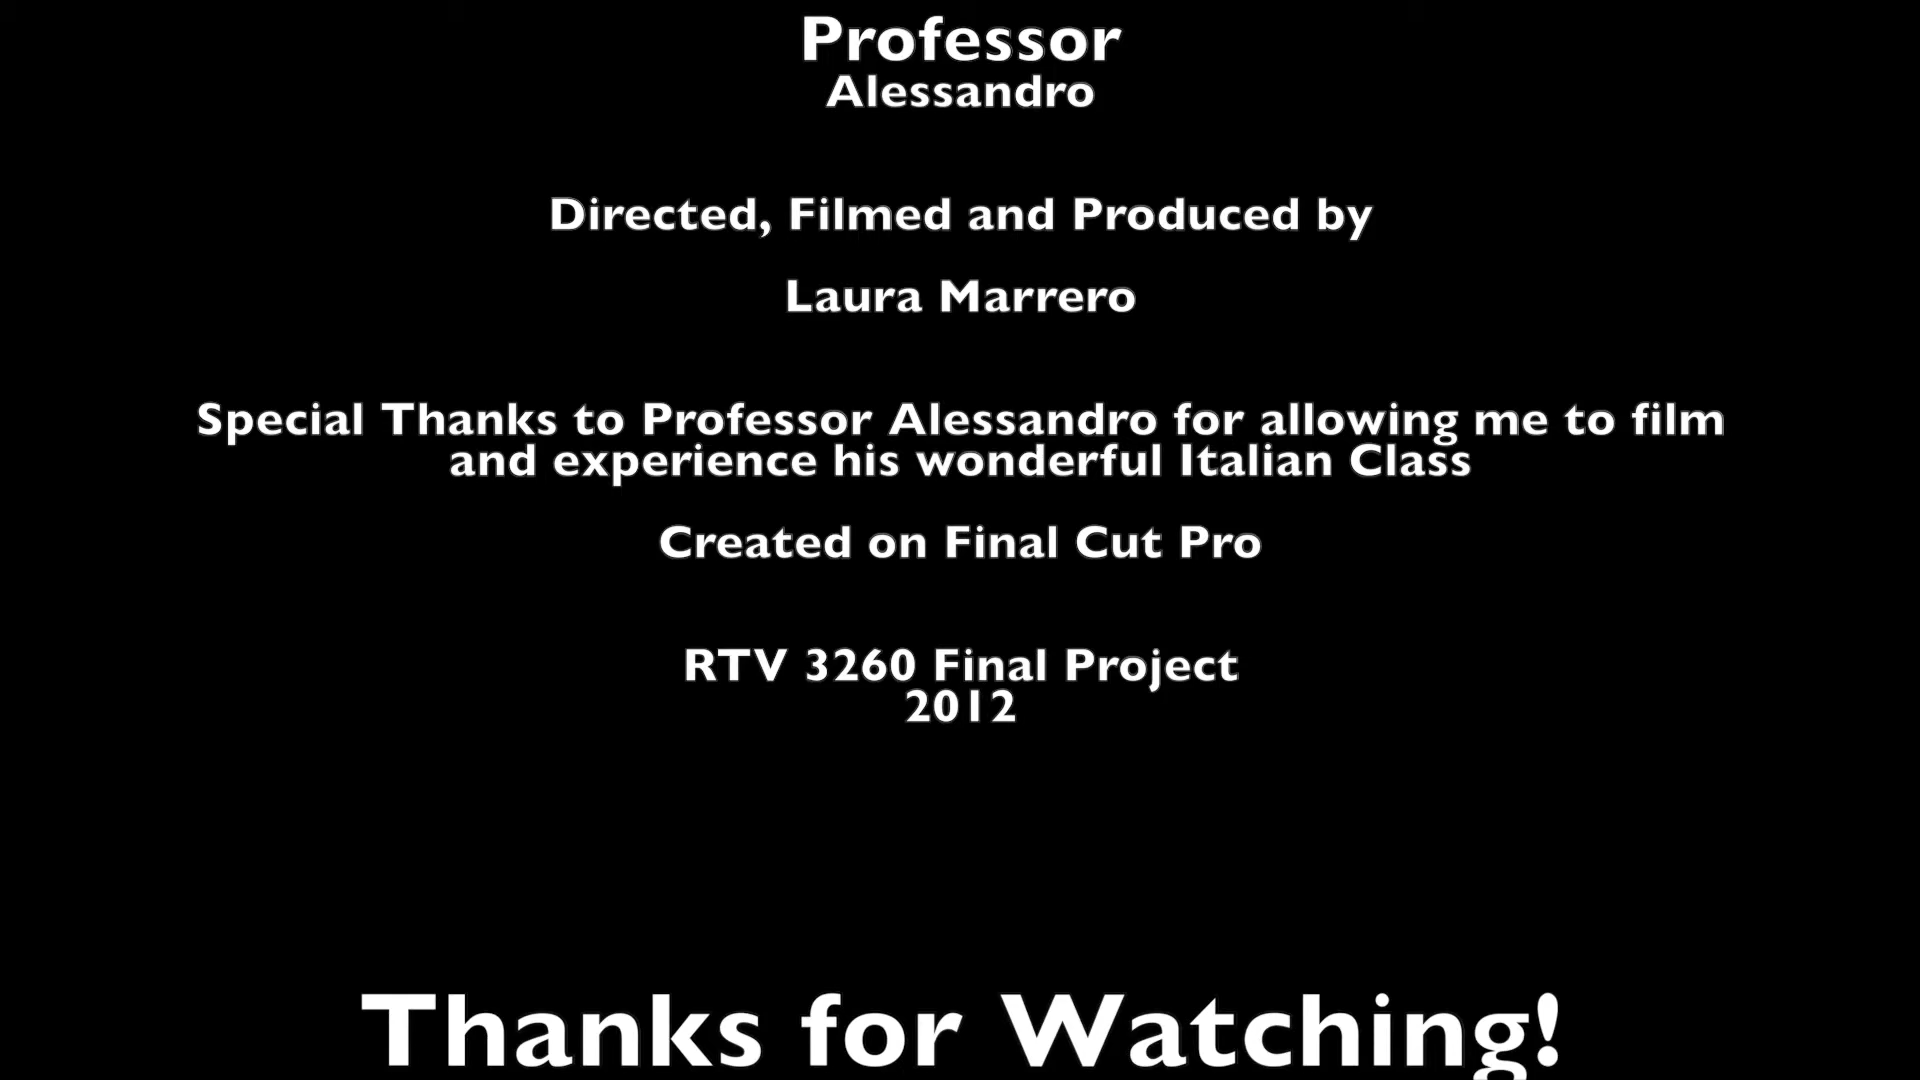 Professor
Alessandro
Directed, Filmed and Produced by
Laura Marrero
Special Thanks to Professor Alessandro for allowing me to film
and experience his wonderful Italian Class
Created on Final Cut Pro
RTV 3260 Final Project
2012
Thanks for Watching!